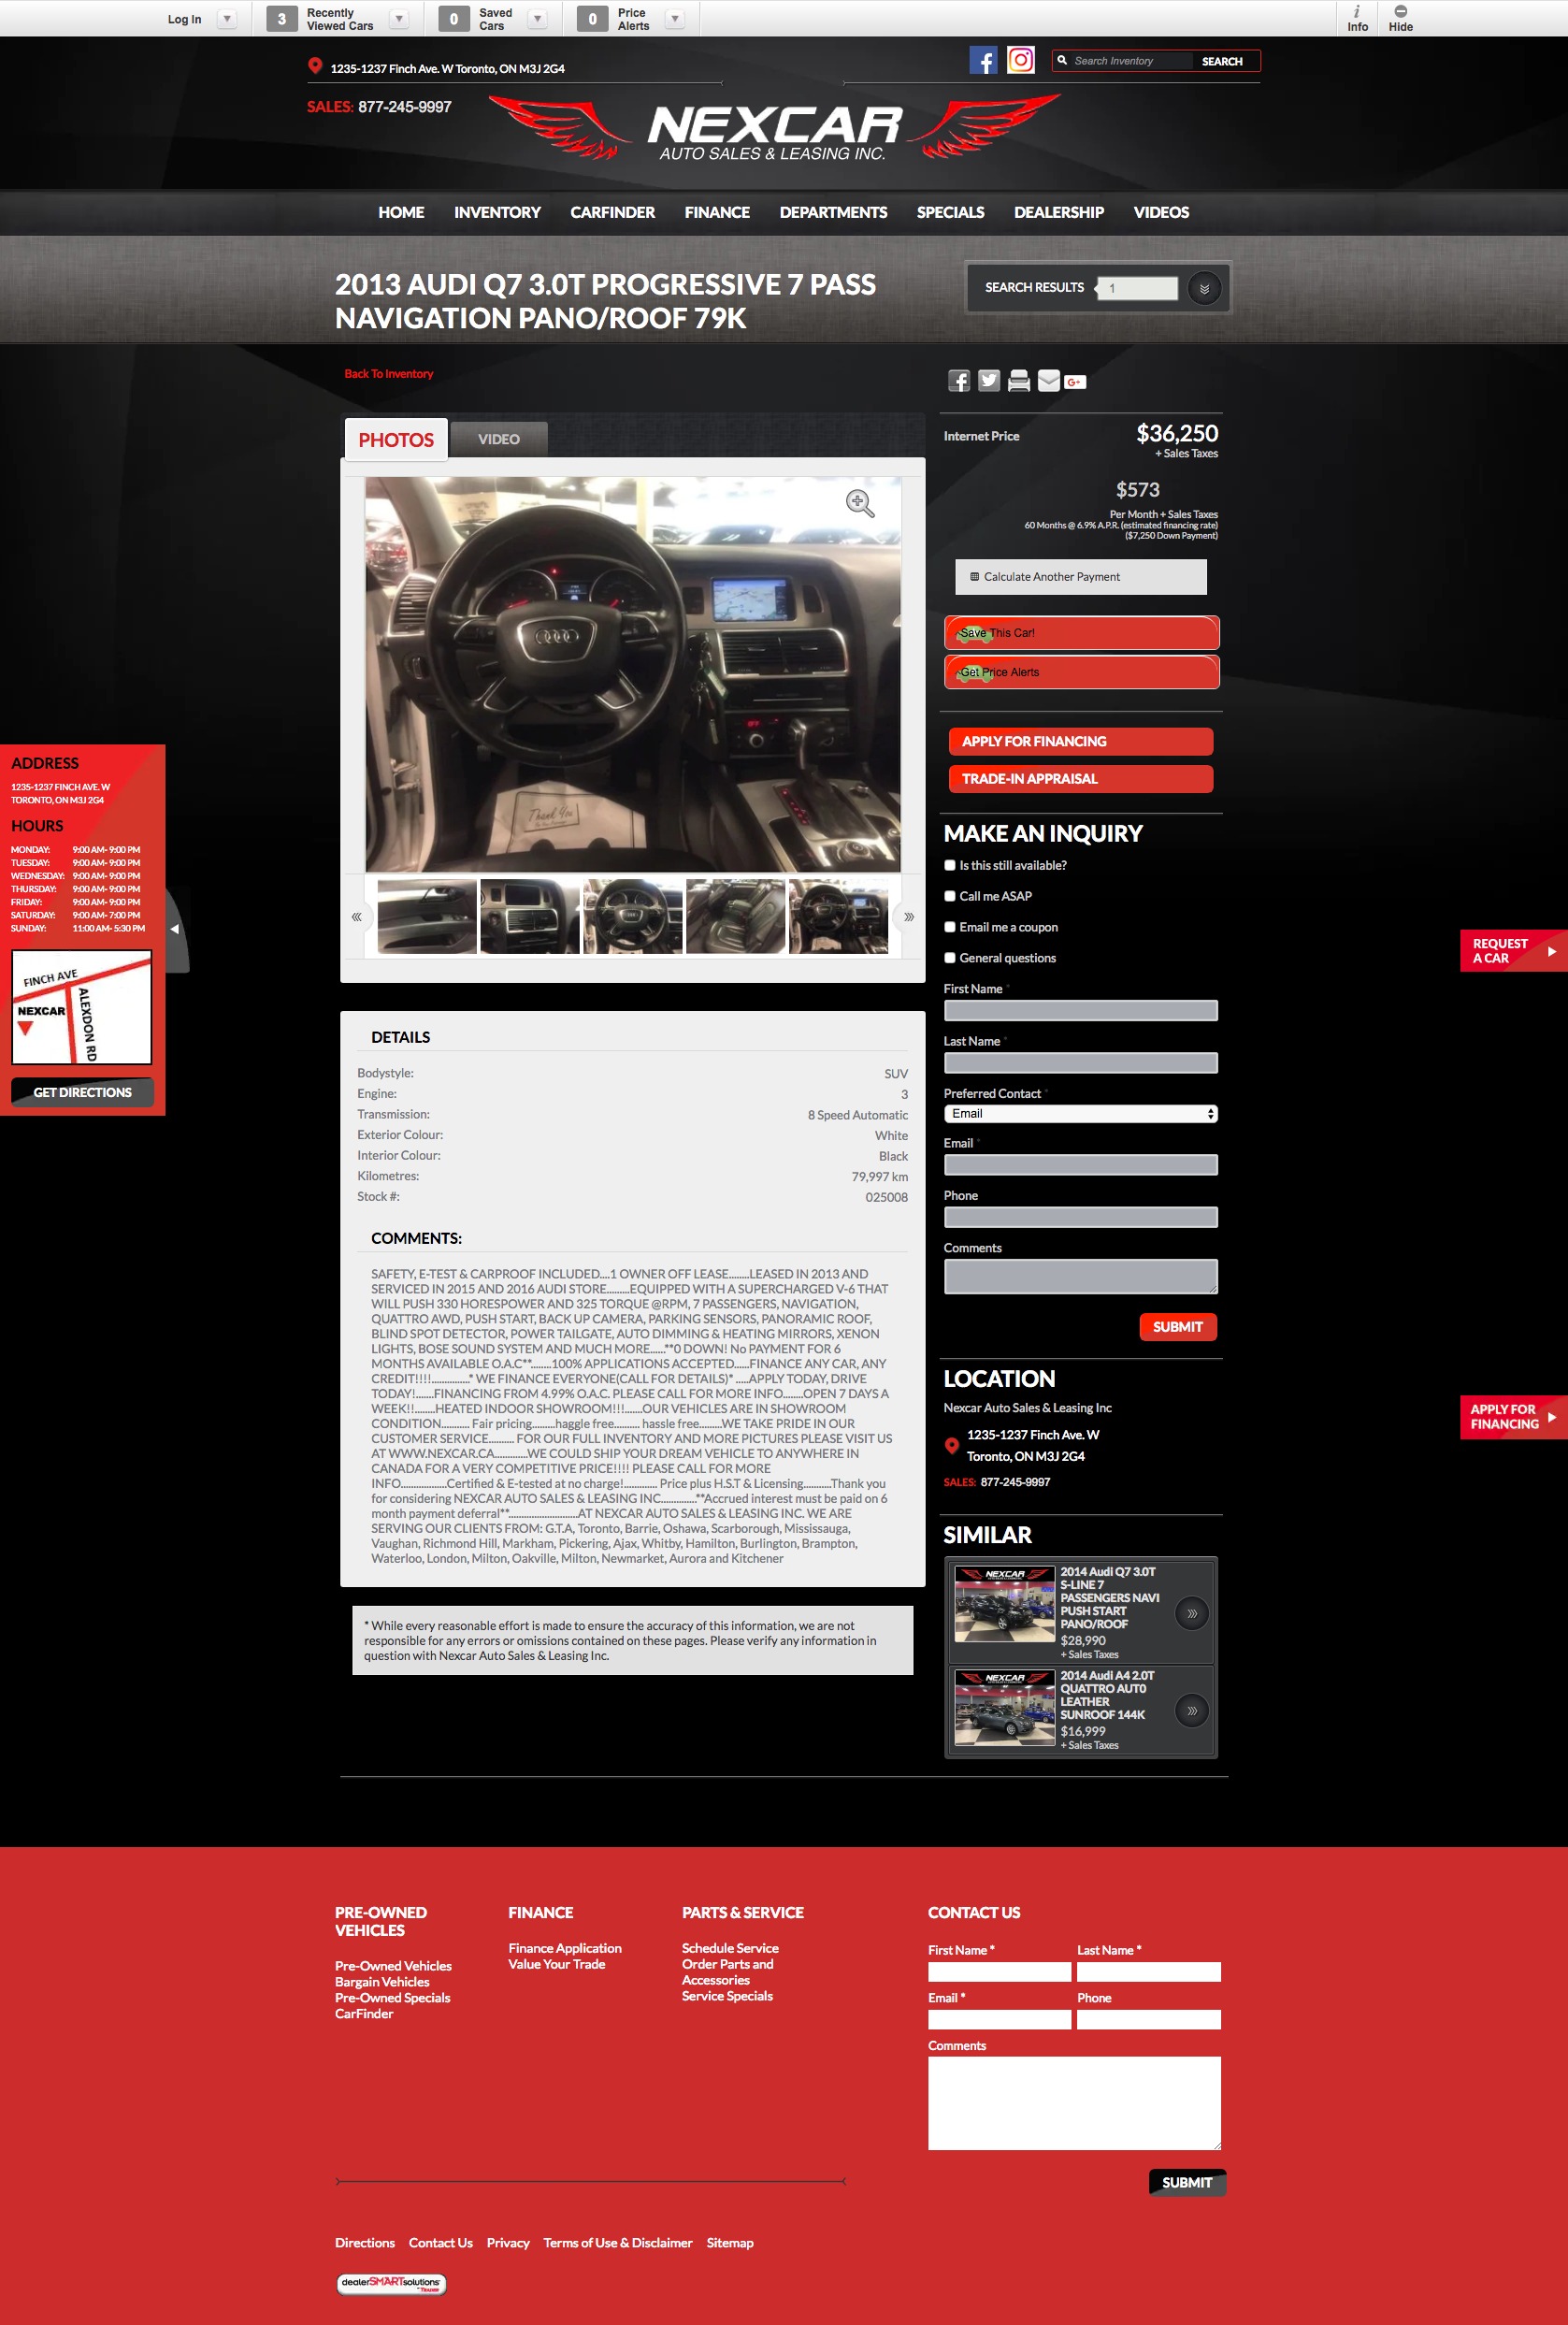 Log In
3
Recently
Viewed Cars
0
Saved
Cars
0
Price
Alerts
Info
Hide
1235-1237 Finch Ave. W Toronto, ON M3J 2G4
Search Inventory
SEARCH
SALES: 877-245-9997
NEXCAR
AUTO SALES & LEASING INC.
HOME INVENTORY CARFINDER FINANCE DEPARTMENTS SPECIALS DEALERSHIP VIDEOS
2013 AUDI Q7 3.0T PROGRESSIVE 7 PASS
NAVIGATION PANO/ROOF 79K
SEARCH RESULTS 1
Back To Inventory
PHOTOS
VIDEO
Thank You
DETAILS
Bodystyle: SUV
Engine: 3
Transmission: 8 Speed Automatic
Exterior Colour: White
Interior Colour: Black
Kilometres: 79,997 km
Stock #: 025008
COMMENTS:
SAFETY, E-TEST & CARPROOF INCLUDED....1 OWNER OFF LEASE........LEASED IN 2013 AND
SERVICED IN 2015 AND 2016 AUDI STORE.........EQUIPPED WITH A SUPERCHARGED V-6 THAT
WILL PUSH 330 HORESPOWER AND 325 TORQUE @RPM, 7 PASSENGERS, NAVIGATION,
QUATTRO AWD, PUSH START, BACK UP CAMERA, PARKING SENSORS, PANORAMIC ROOF,
BLIND SPOT DETECTOR, POWER TAILGATE, AUTO DIMMING & HEATING MIRRORS, XENON
LIGHTS, BOSE SOUND SYSTEM AND MUCH MORE......**0 DOWN! No PAYMENT FOR 6
MONTHS AVAILABLE O.A.C**........100% APPLICATIONS ACCEPTED......FINANCE ANY CAR, ANY
CREDIT!!!!...............* WE FINANCE EVERYONE(CALL FOR DETAILS)* .....APPLY TODAY, DRIVE
TODAY!.......FINANCING FROM 4.99% O.A.C. PLEASE CALL FOR MORE INFO........OPEN 7 DAYS A
WEEK!!........HEATED INDOOR SHOWROOM!!!.......OUR VEHICLES ARE IN SHOWROOM
CONDITION........... Fair pricing.........haggle free.......... hassle free.........WE TAKE PRIDE IN OUR
CUSTOMER SERVICE.......... FOR OUR FULL INVENTORY AND MORE PICTURES PLEASE VISIT US
AT WWW.NEXCAR.CA.............WE COULD SHIP YOUR DREAM VEHICLE TO ANYWHERE IN
CANADA FOR A VERY COMPETITIVE PRICE!!!! PLEASE CALL FOR MORE
INFO..................Certified & E-tested at no charge!............. Price plus H.S.T & Licensing...........Thank you
for considering NEXCAR AUTO SALES & LEASING INC..............**Accrued interest must be paid on 6
month payment deferral**...........................AT NEXCAR AUTO SALES & LEASING INC. WE ARE
SERVING OUR CLIENTS FROM: G.T.A, Toronto, Barrie, Oshawa, Scarborough, Mississauga,
Vaughan, Richmond Hill, Markham, Pickering, Ajax, Whitby, Hamilton, Burlington, Brampton,
Waterloo, London, Milton, Oakville, Milton, Newmarket, Aurora and Kitchener
* While every reasonable effort is made to ensure the accuracy of this information, we are not
responsible for any errors or omissions contained on these pages. Please verify any information in
question with Nexcar Auto Sales & Leasing Inc.
G+
Internet Price $36,250
+ Sales Taxes
$573
Per Month + Sales Taxes
60 Months @ 6.9% A.P.R. (estimated financing rate)
($7,250 Down Payment)
Calculate Another Payment
Save This Car!
Get Price Alerts
APPLY FOR FINANCING
TRADE-IN APPRAISAL
MAKE AN INQUIRY
Is this still available?
Call me ASAP
Email me a coupon
General questions
First Name *
Last Name *
Preferred Contact *
Email
Email *
Phone
Comments
SUBMIT
LOCATION
Nexcar Auto Sales & Leasing Inc
1235-1237 Finch Ave. W
Toronto, ON M3J 2G4
SALES: 877-245-9997
SIMILAR
NEXCAR
2014 Audi Q7 3.0T
S-LINE 7
PASSENGERS NAVI
PUSH START
PANO/ROOF
$28,990
+ Sales Taxes
NEXCAR
2014 Audi A4 2.0T
QUATTRO AUT0
LEATHER
SUNROOF 144K
$16,999
+ Sales Taxes
ADDRESS
1235-1237 FINCH AVE. W
TORONTO, ON M3J 2G4
HOURS
MONDAY: 9:00 AM- 9:00 PM
TUESDAY: 9:00 AM- 9:00 PM
WEDNESDAY: 9:00 AM- 9:00 PM
THURSDAY: 9:00 AM- 9:00 PM
FRIDAY: 9:00 AM- 9:00 PM
SATURDAY: 9:00 AM- 7:00 PM
SUNDAY: 11:00 AM- 5:30 PM
FINCH AVE
NEXCAR
ALEXDON RD
GET DIRECTIONS
REQUEST
A CAR
APPLY FOR
FINANCING
PRE-OWNED
VEHICLES
Pre-Owned Vehicles
Bargain Vehicles
Pre-Owned Specials
CarFinder
FINANCE
Finance Application
Value Your Trade
PARTS & SERVICE
Schedule Service
Order Parts and
Accessories
Service Specials
CONTACT US
First Name * Last Name *
Email * Phone
Comments
SUBMIT
Directions Contact Us Privacy Terms of Use & Disclaimer Sitemap
dealerSMARTsolutions